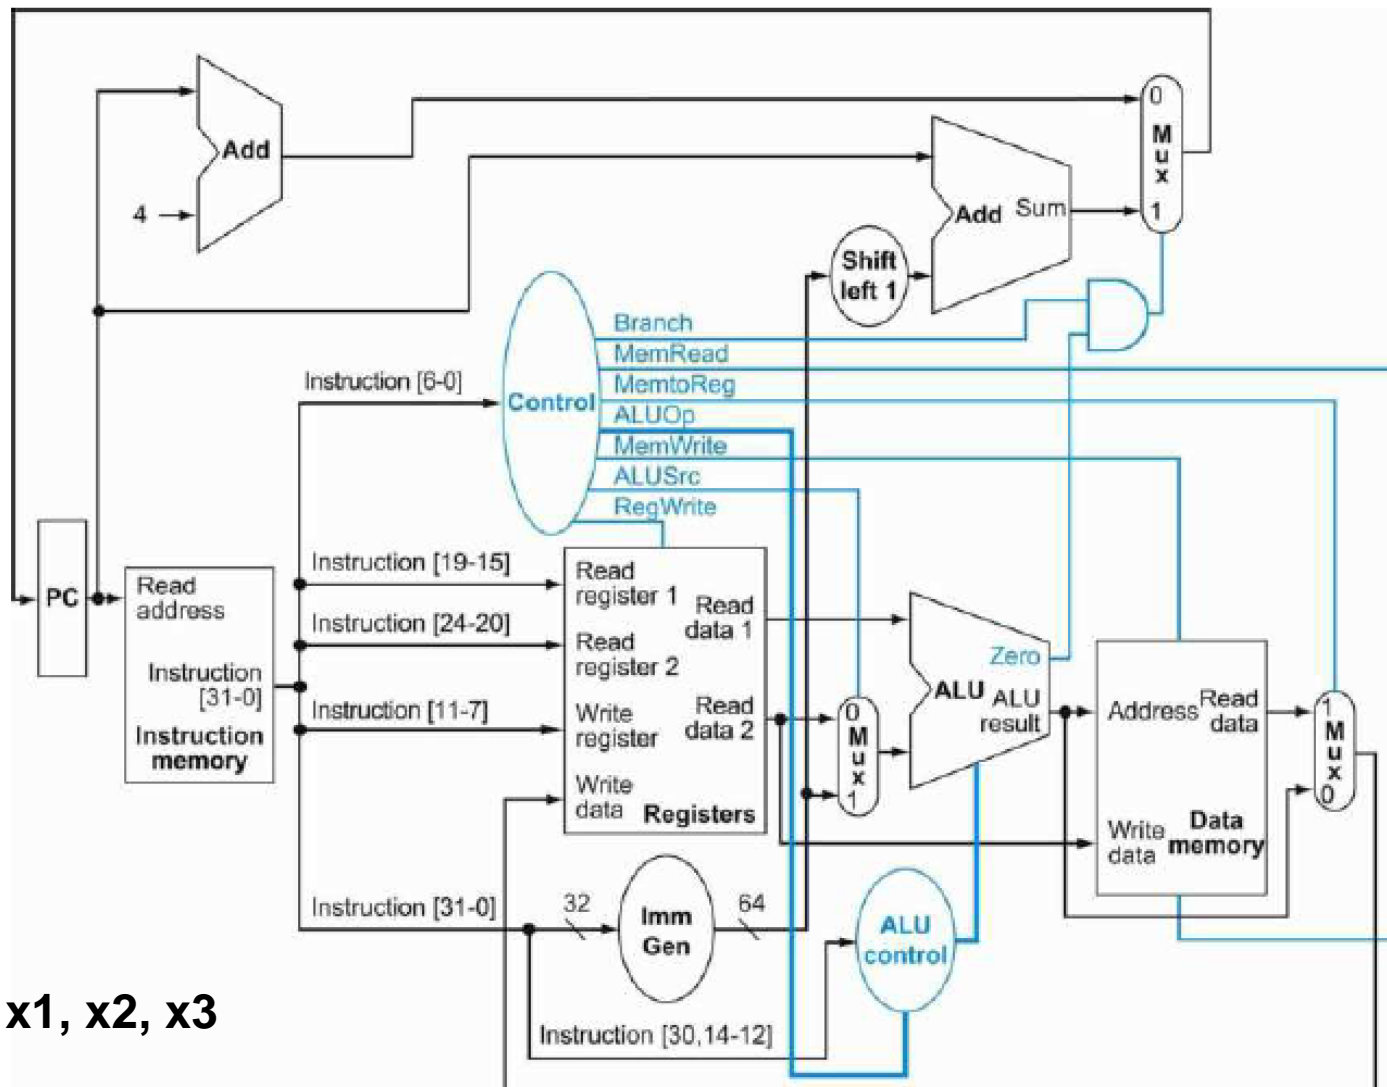 Add
4
0
M
u
x
1
Add Sum
Shift
left 1
Branch
MemRead
MemtoReg
ALUOp
MemWrite
ALUSrc
RegWrite
Control
Instruction [6-0]
Instruction [19-15]
Instruction [24-20]
Instruction [11-7]
Instruction [31-0]
PC
Read
address
Instruction
[31-0]
Instruction
memory
Read
register 1
Read
register 2
Write
register
Write
data
Read
data 1
Read
data 2
Registers
0
M
u
x
1
Zero
ALU
ALU
result
Address
Read
data
Write
data
Data
memory
1
M
u
x
0
32
Imm
Gen
64
ALU
control
Instruction [30,14-12]
x1, x2, x3